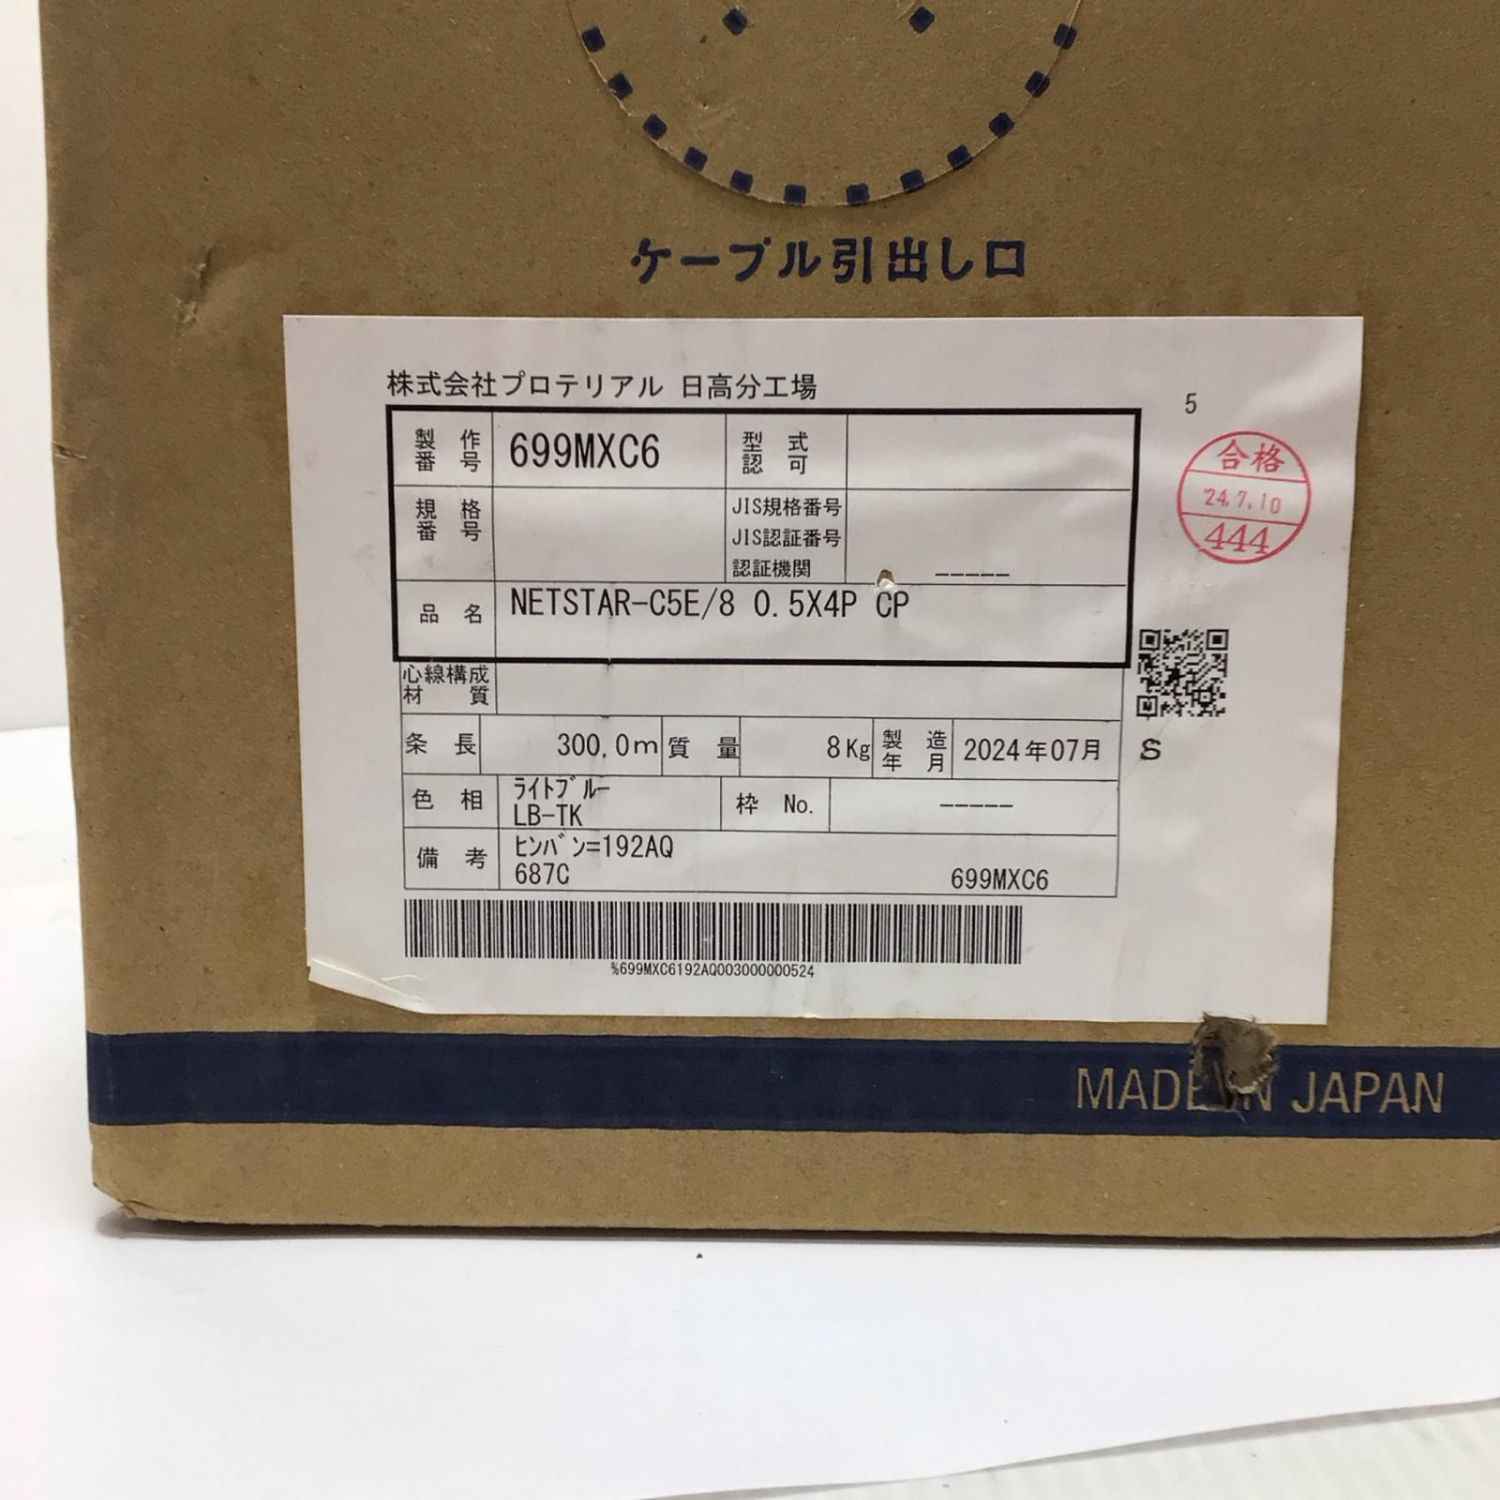 ケーブル引出し口
株式会社プロテリアル 日高分工場
5
製作番号 699MXC6 型式認可
合格
'24.7.10
444
規格番号 JIS規格番号
JIS認証番号
認証機関 -----
品名 NETSTAR-C5E/8 0.5X4P CP
心線構成
材質
条長 300.0m 質量 8Kg 製造年月 2024年07月 S
色相 ﾗｲﾄﾌﾞﾙｰ
LB-TK 枠 No. -----
備考 ﾋﾝﾊﾞﾝ=192AQ
687C 699MXC6
%699MXC6192AQ003000000524
MADE IN JAPAN